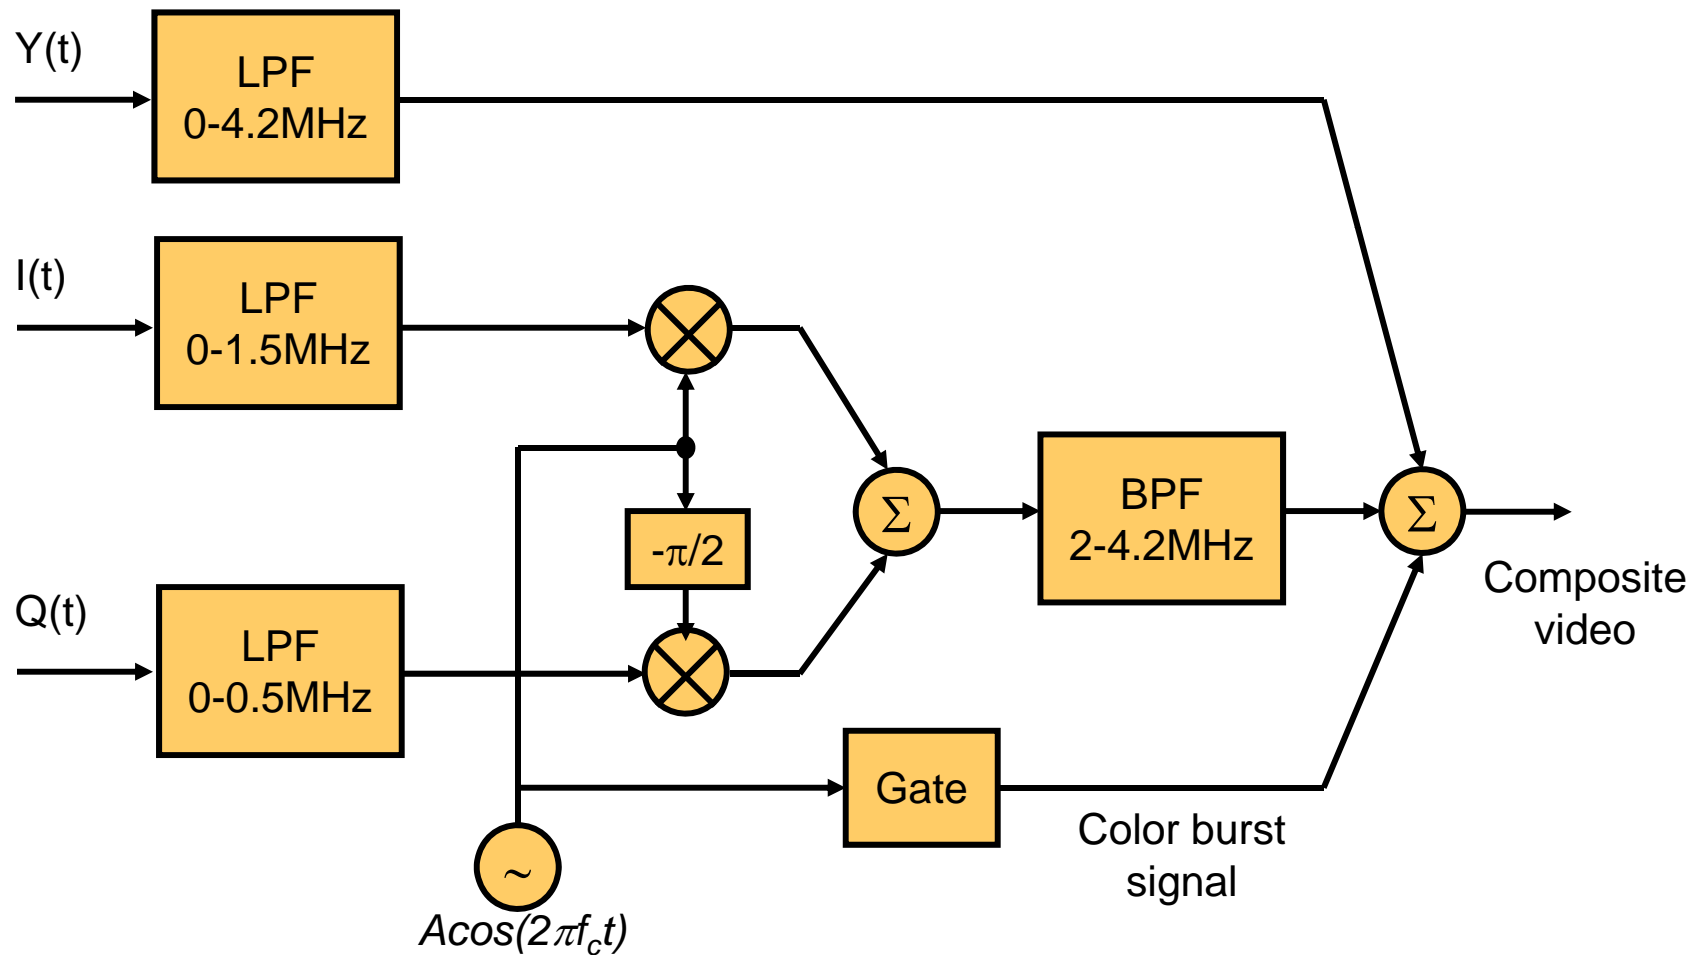 Y(t)
LPF
0-4.2MHz
I(t)
LPF
0-1.5MHz
Q(t)
LPF
0-0.5MHz
-π/2
Σ
BPF
2-4.2MHz
Σ
Composite
video
Gate
Color burst
signal
~
Acos(2πf_ct)